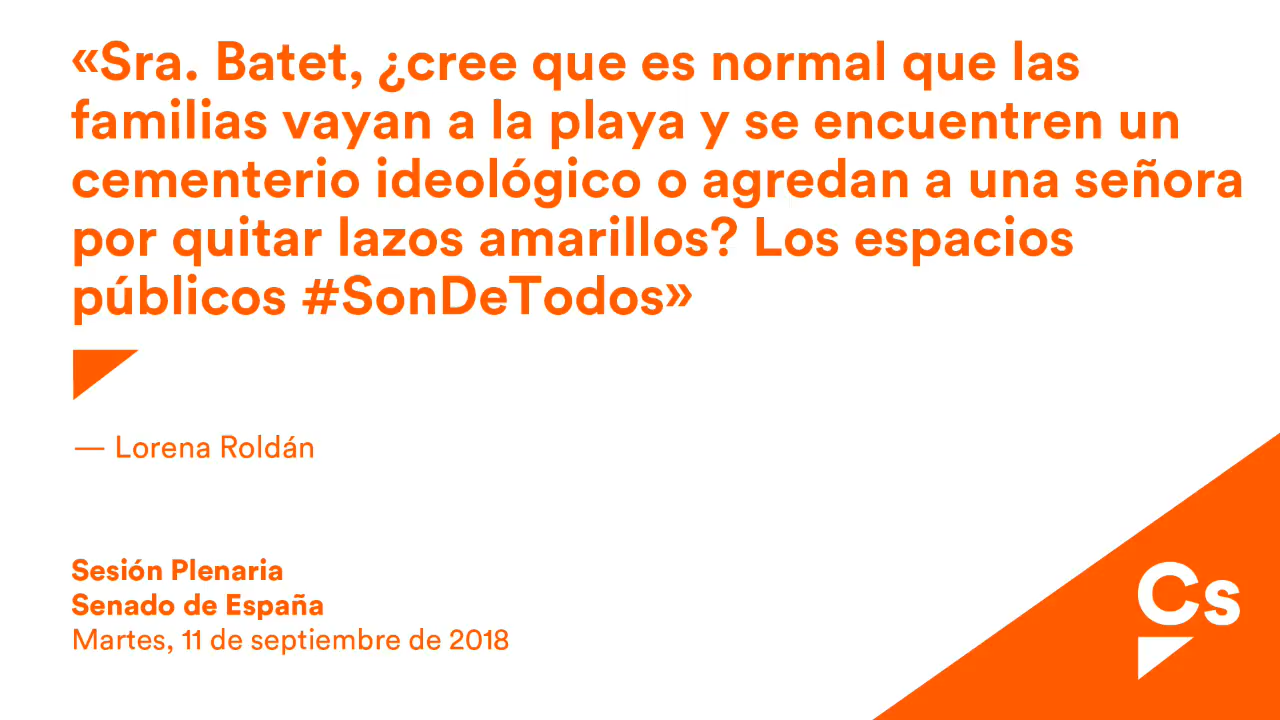 «Sra. Batet, ¿cree que es normal que las
familias vayan a la playa y se encuentren un
cementerio ideológico o agredan a una señora
por quitar lazos amarillos? Los espacios
públicos #SonDeTodos»
— Lorena Roldán
Sesión Plenaria
Senado de España
Martes, 11 de septiembre de 2018
Cs